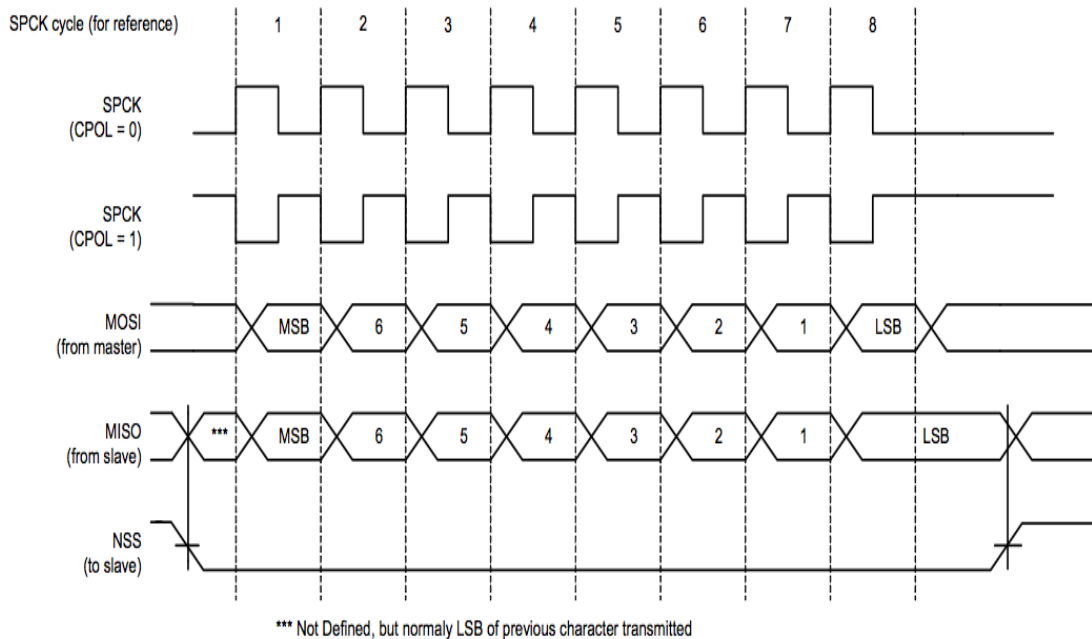 SPCK cycle (for reference) 1 2 3 4 5 6 7 8
SPCK
(CPOL = 0)
SPCK
(CPOL = 1)
MOSI
(from master)
MSB 6 5 4 3 2 1 LSB
MISO
(from slave)
*** MSB 6 5 4 3 2 1 LSB
NSS
(to slave)
*** Not Defined, but normaly LSB of previous character transmitted